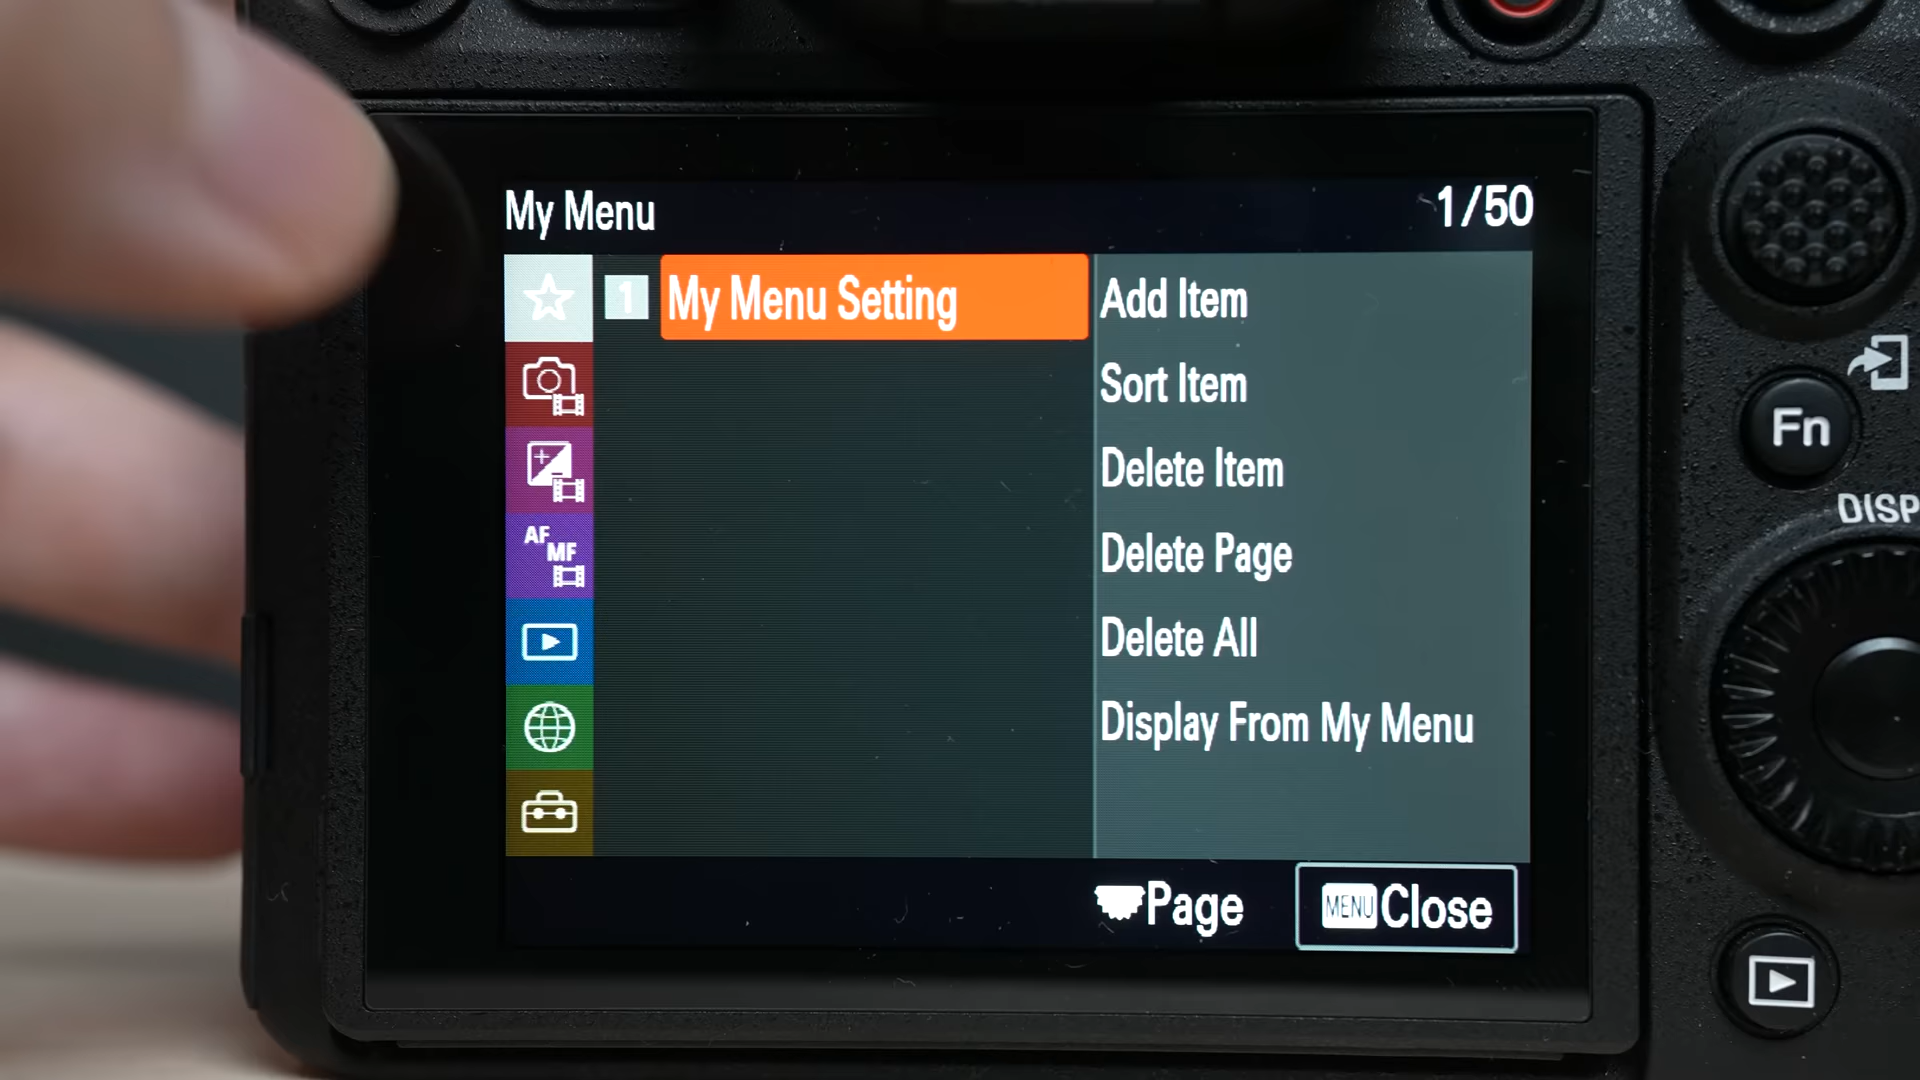 My Menu 1/50
1 My Menu Setting
Add Item
Sort Item
Delete Item
Delete Page
Delete All
Display From My Menu
AF
MF
Page MENU Close
Fn
DISP